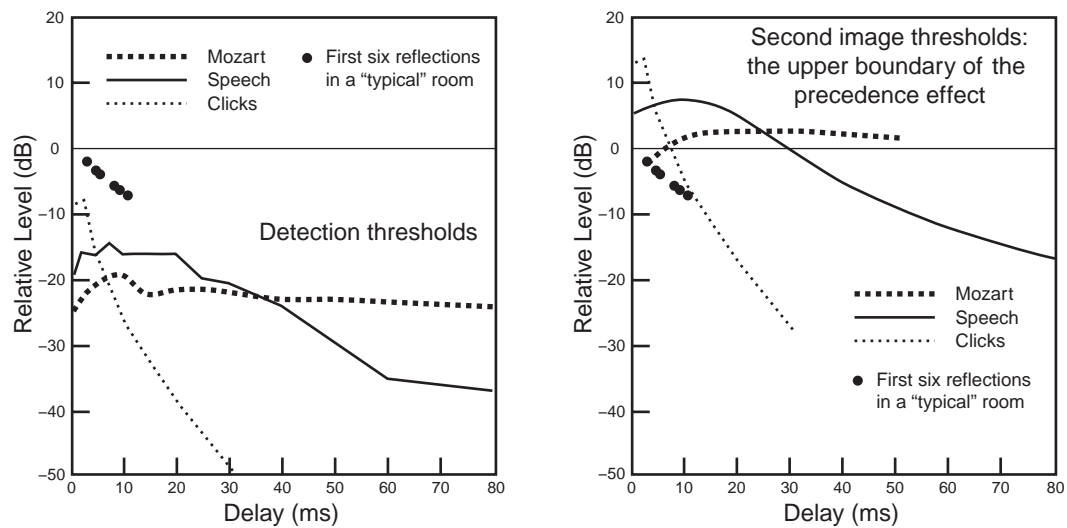 20
10
0
–10
–20
–30
–40
–50
Relative Level (dB)
Mozart
Speech
Clicks
First six reflections
in a “typical” room
Detection thresholds
0
10
20
30
40
50
60
70
80
Delay (ms)
20
10
0
–10
–20
–30
–40
–50
Relative Level (dB)
Second image thresholds:
the upper boundary of the
precedence effect
Mozart
Speech
Clicks
First six reflections
in a “typical” room
0
10
20
30
40
50
60
70
80
Delay (ms)